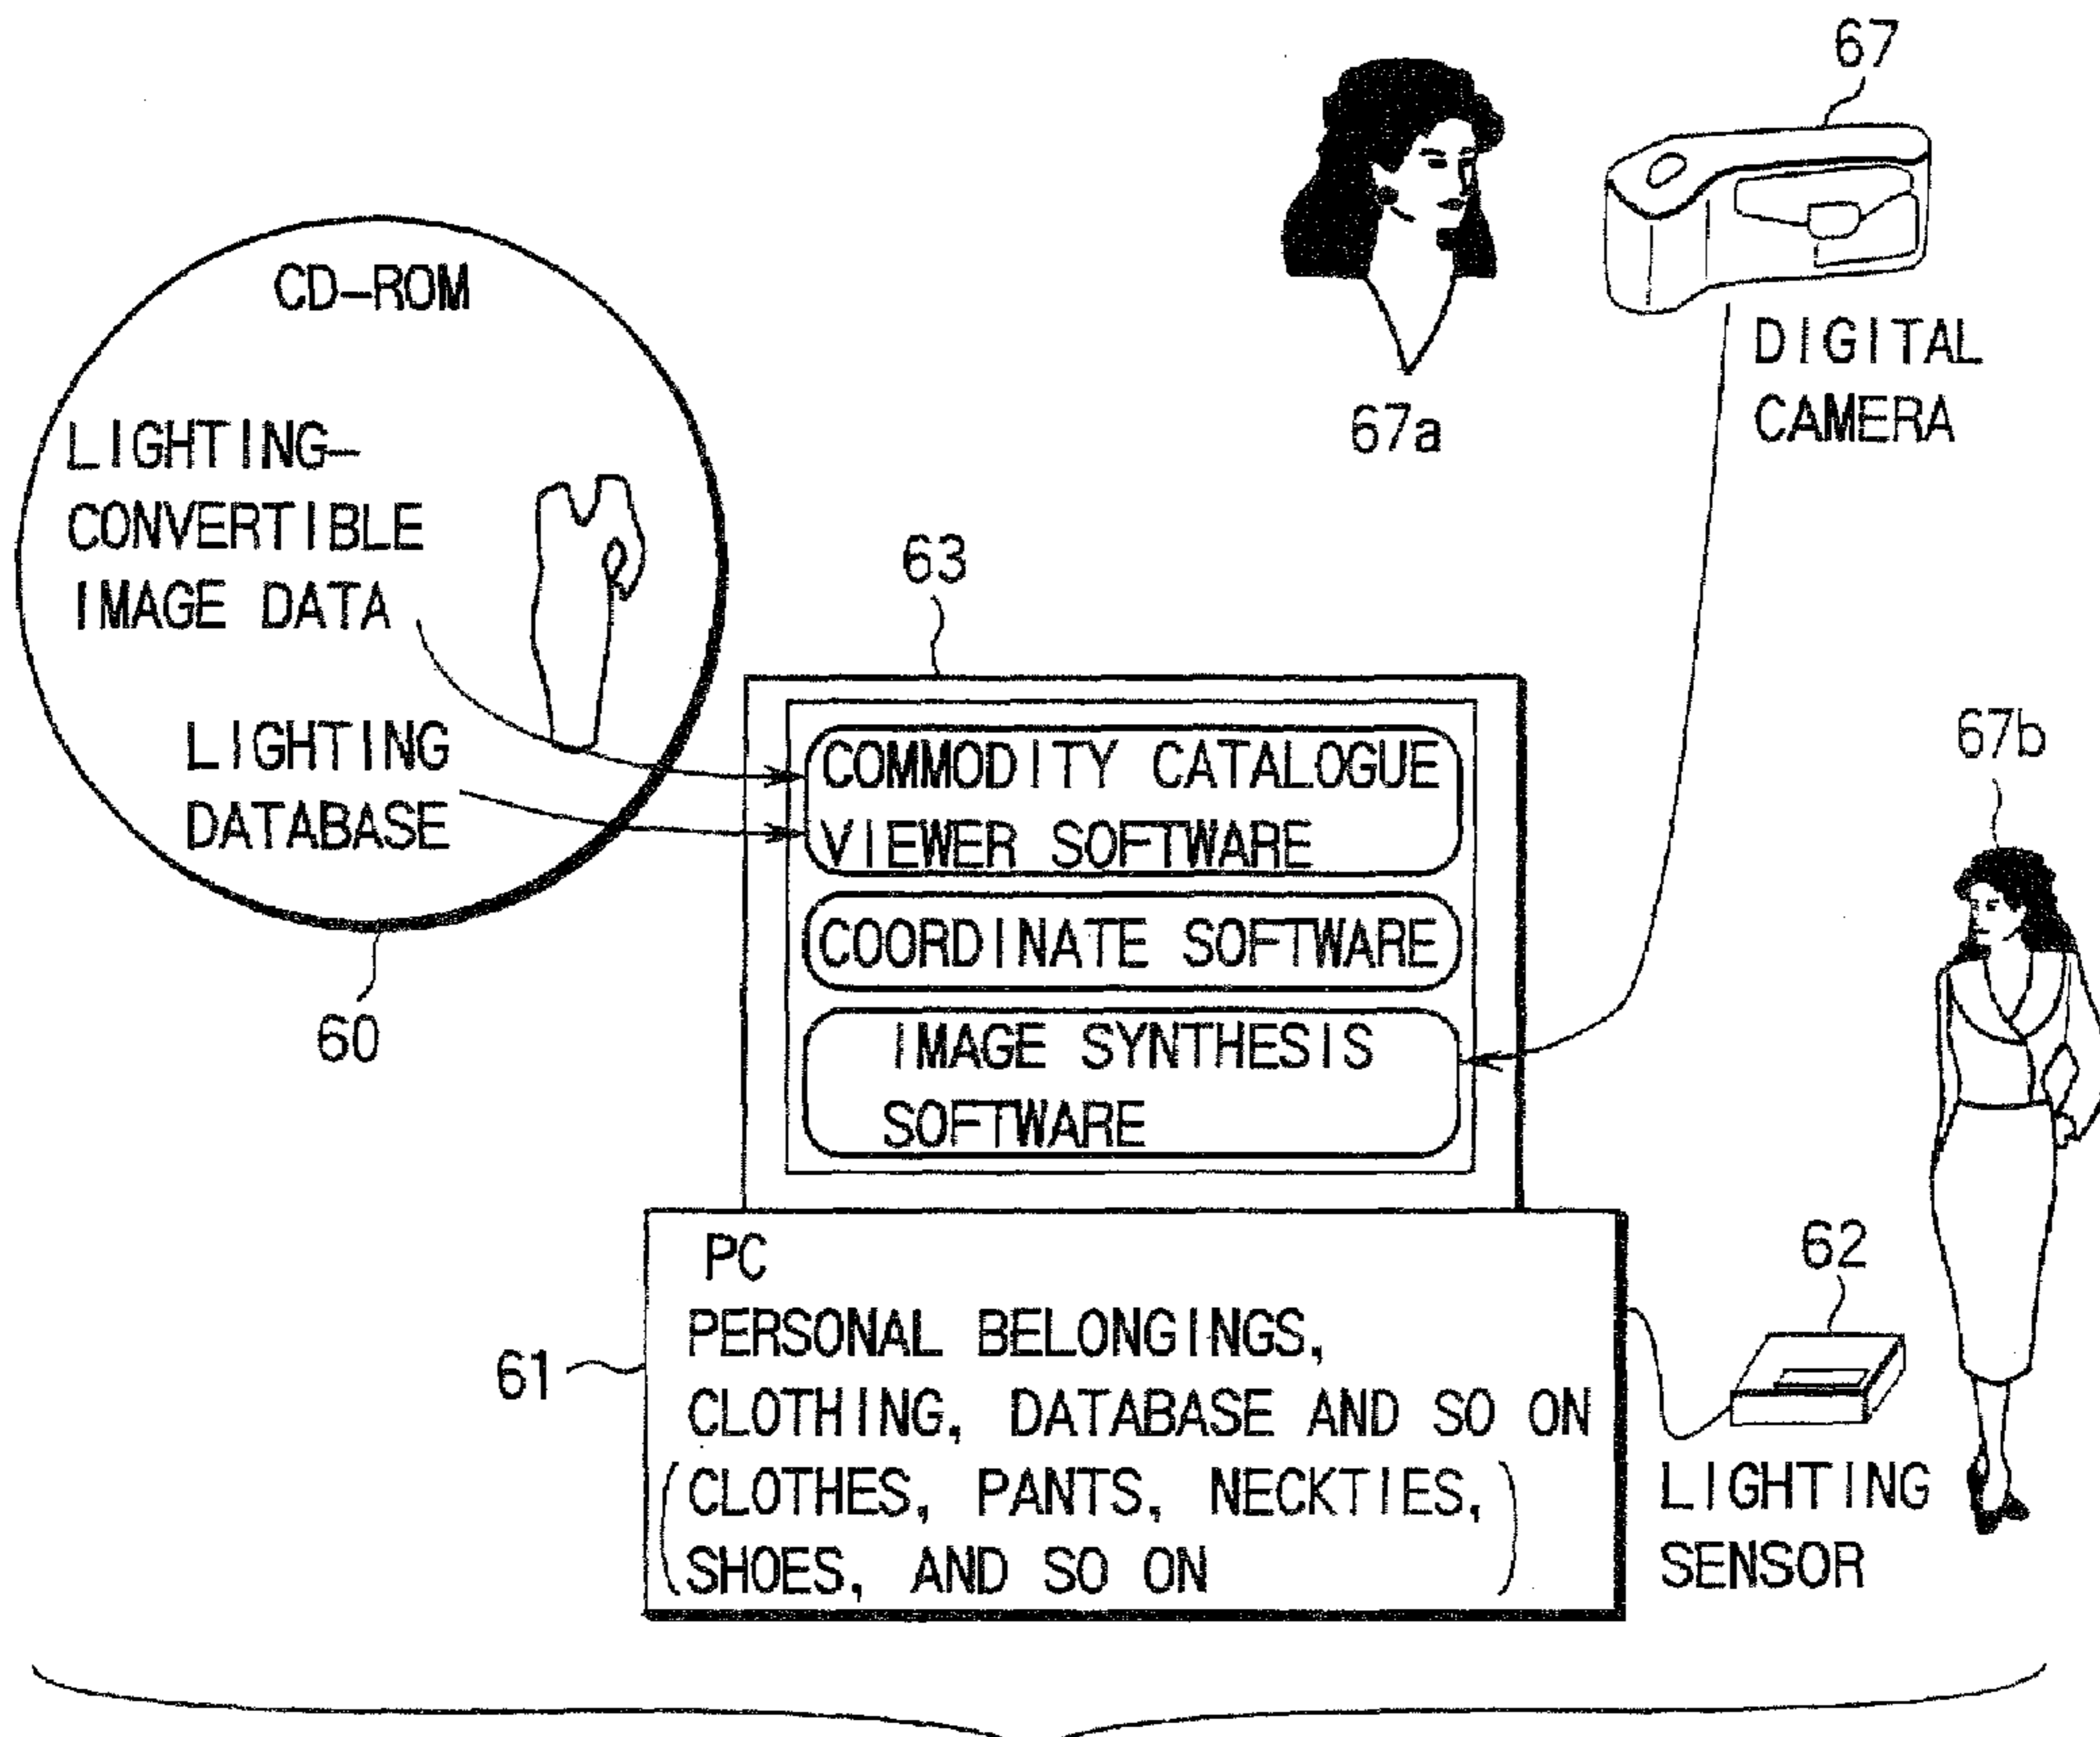 67
CD-ROM
DIGITAL
CAMERA
67a
LIGHTING-
CONVERTIBLE
IMAGE DATA
63
LIGHTING
DATABASE
67b
COMMODITY CATALOGUE
VIEWER SOFTWARE
COORDINATE SOFTWARE
60
IMAGE SYNTHESIS
SOFTWARE
PC
62
PERSONAL BELONGINGS,
61
CLOTHING, DATABASE AND SO ON
(CLOTHES, PANTS, NECKTIES,
SHOES, AND SO ON)
LIGHTING
SENSOR